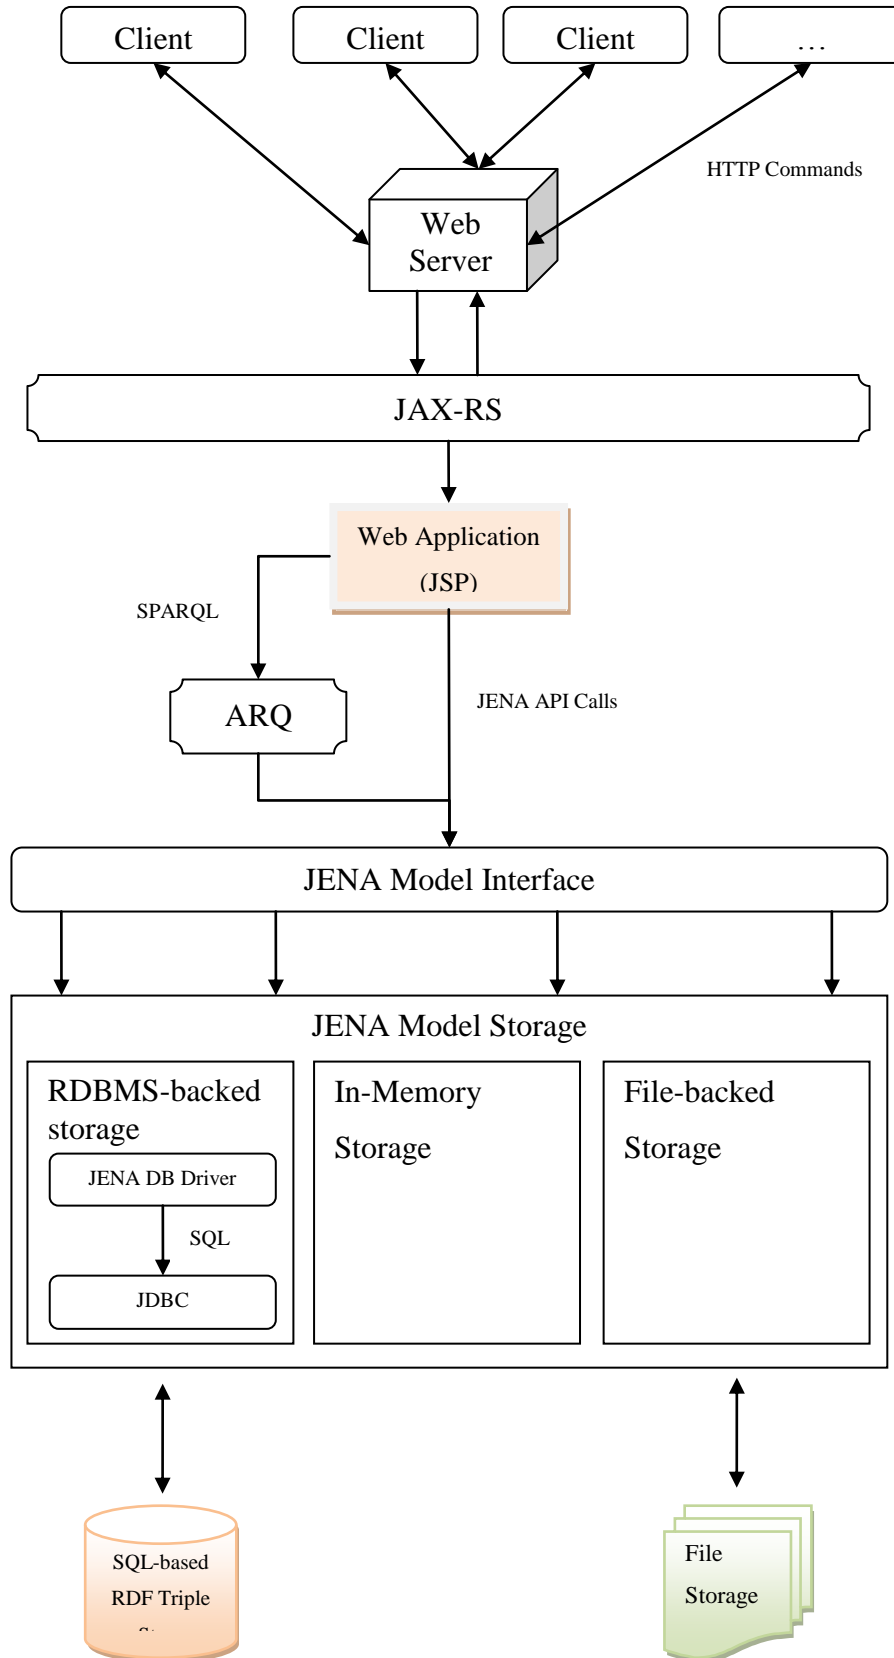 Client
Client
Client
...
HTTP Commands
Web
Server
JAX-RS
Web Application
(JSP)
SPARQL
ARQ
JENA API Calls
JENA Model Interface
JENA Model Storage
RDBMS-backed
storage
JENA DB Driver
SQL
JDBC
In-Memory
Storage
File-backed
Storage
SQL-based
RDF Triple
File
Storage